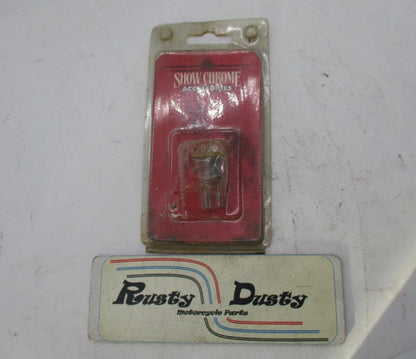 SHOW CHROME
ACCESSORIES
Rusty Dusty
Motorcycle Parts